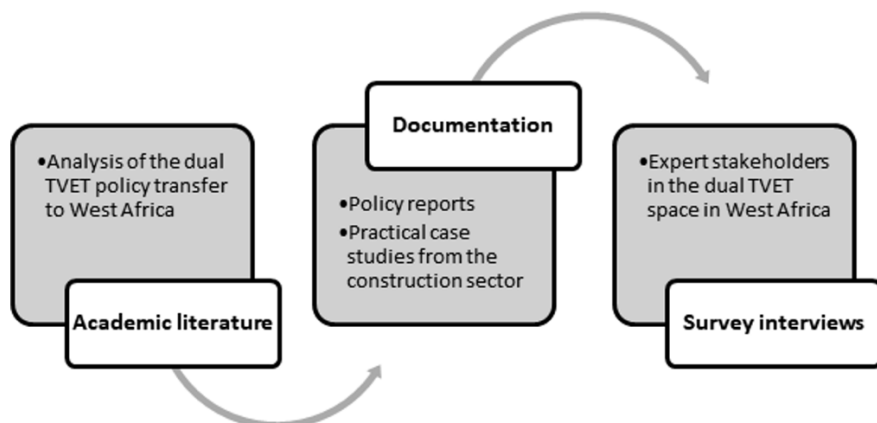 •Analysis of the dual
TVET policy transfer
to West Africa
Academic literature
Documentation
•Policy reports
•Practical case
studies from the
construction sector
•Expert stakeholders
in the dual TVET
space in West Africa
Survey interviews